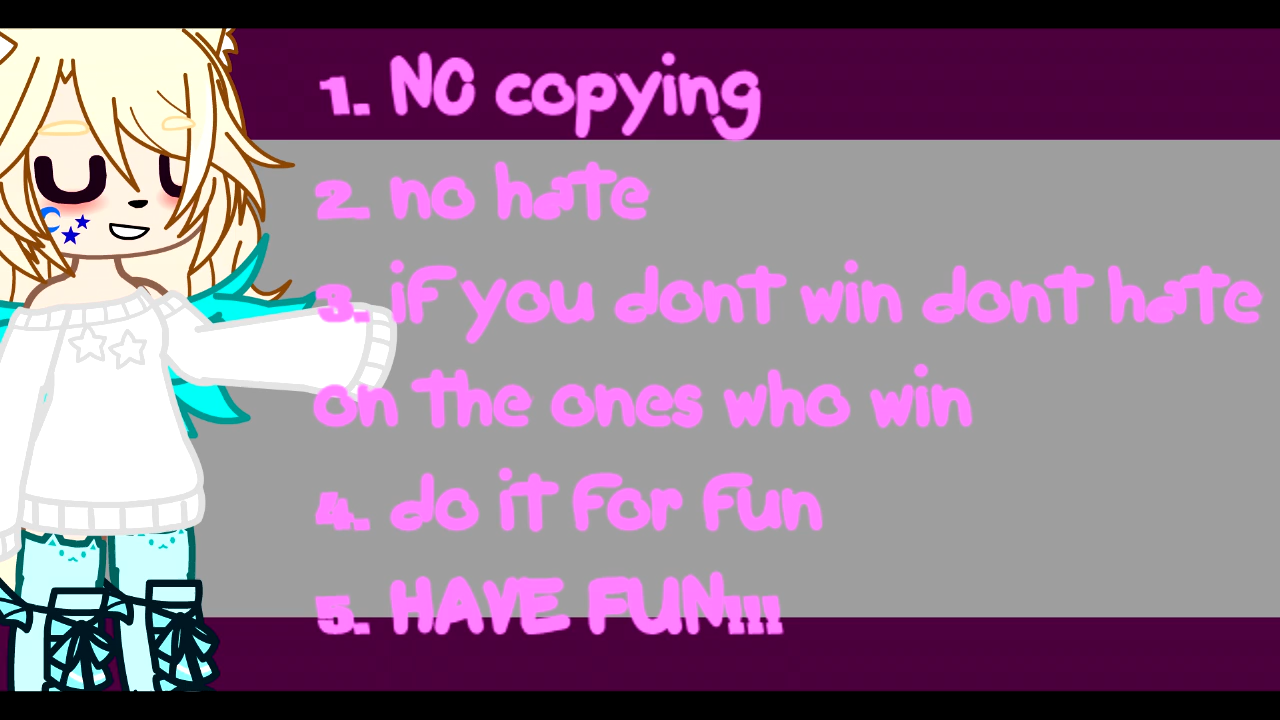 1. NO copying
2. no hate
3. if you dont win dont hate
on the ones who win
4. do it for fun
5. HAVE FUN!!!